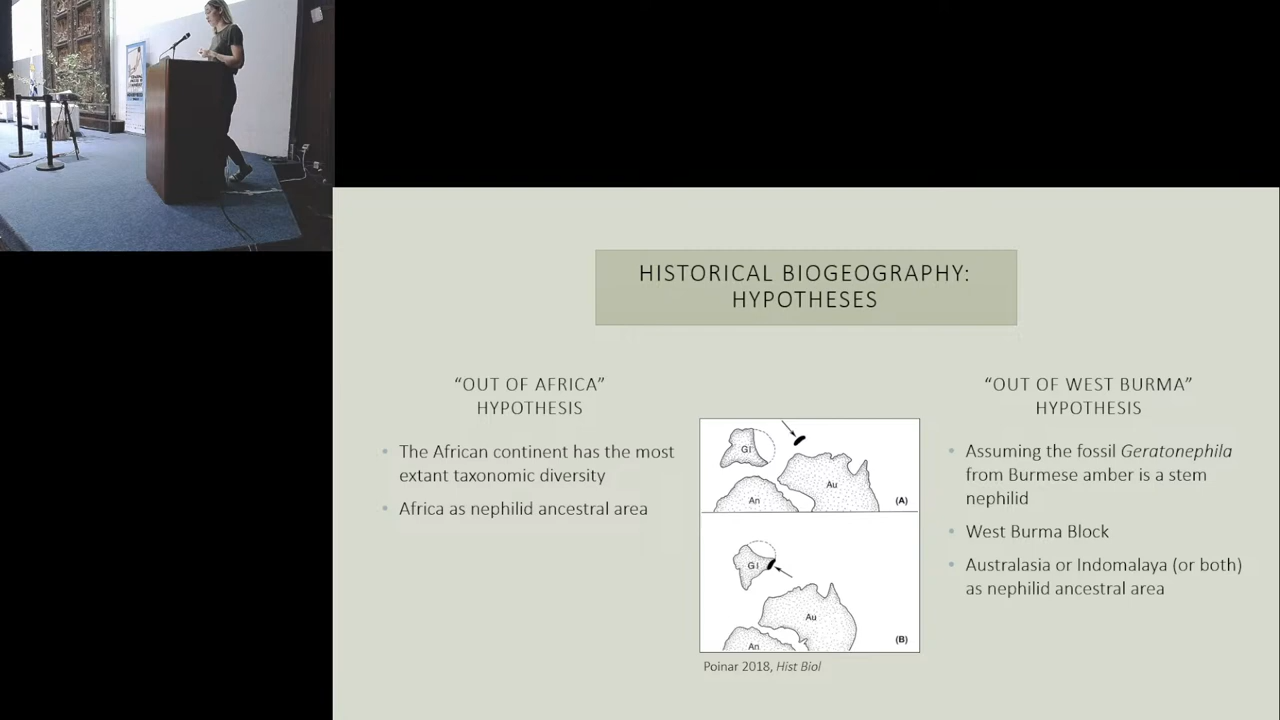 HISTORICAL BIOGEOGRAPHY:
HYPOTHESES
“OUT OF AFRICA”
HYPOTHESIS
• The African continent has the most
extant taxonomic diversity
• Africa as nephilid ancestral area
GI
An
Au
(A)
GI
Au
An
(B)
Poinar 2018, Hist Biol
“OUT OF WEST BURMA”
HYPOTHESIS
• Assuming the fossil Geratonephila
from Burmese amber is a stem
nephilid
• West Burma Block
• Australasia or Indomalaya (or both)
as nephilid ancestral area